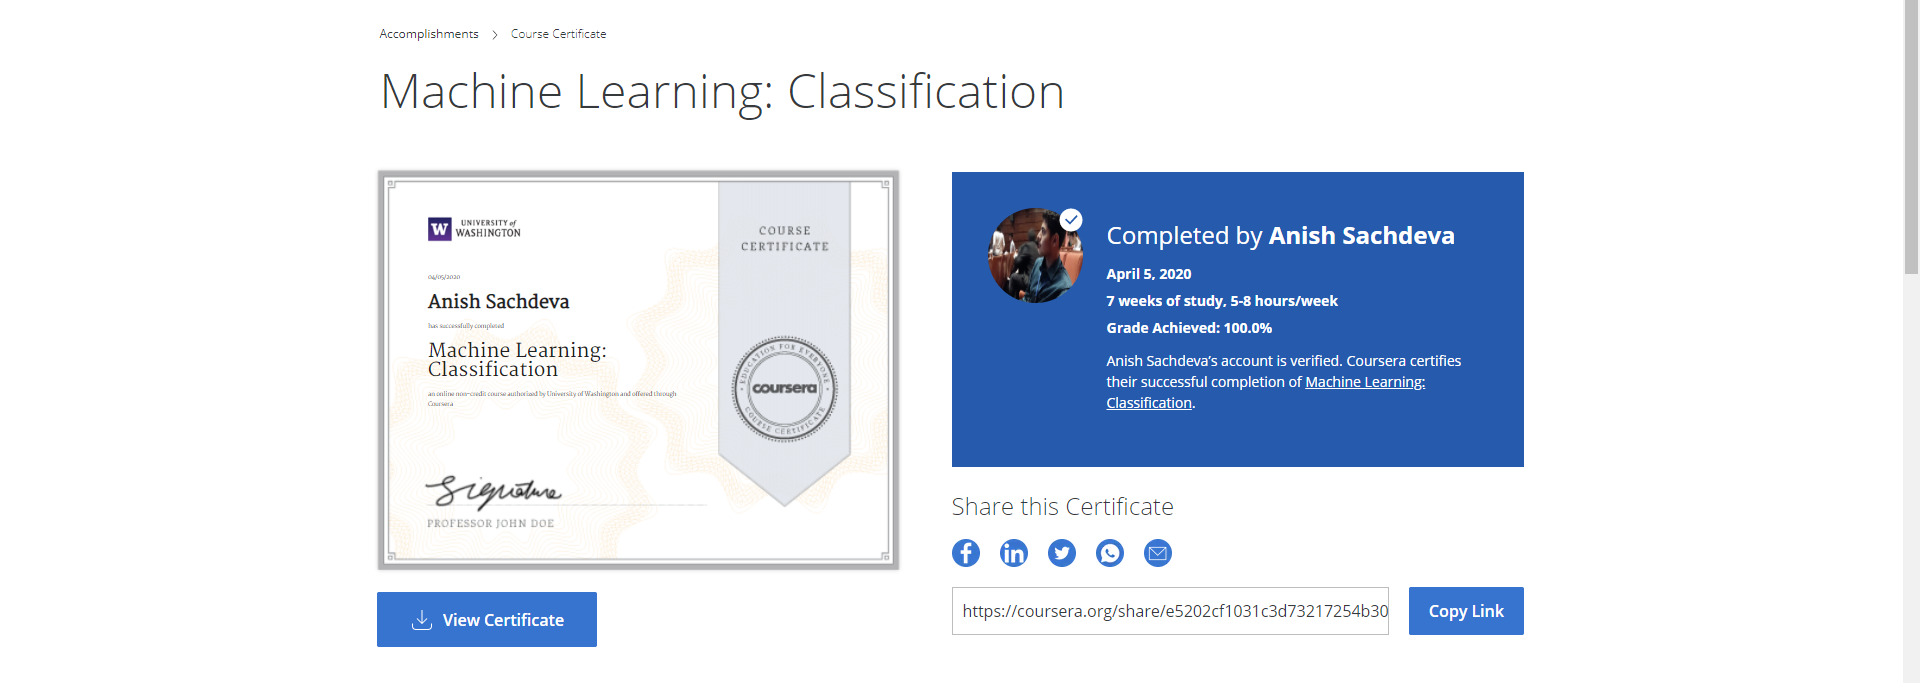 Accomplishments > Course Certificate
Machine Learning: Classification
UNIVERSITY of
WASHINGTON
04/05/2020
Anish Sachdeva
has successfully completed
Machine Learning:
Classification
an online non-credit course authorized by University of Washington and offered through
Coursera
Signature
PROFESSOR JOHN DOE
COURSE
CERTIFICATE
EDUCATION FOR EVERYONE
coursera
COURSE CERTIFICATE
View Certificate
Completed by Anish Sachdeva
April 5, 2020
7 weeks of study, 5-8 hours/week
Grade Achieved: 100.0%
Anish Sachdeva's account is verified. Coursera certifies
their successful completion of Machine Learning:
Classification.
Share this Certificate
https://coursera.org/share/e5202cf1031c3d73217254b30
Copy Link